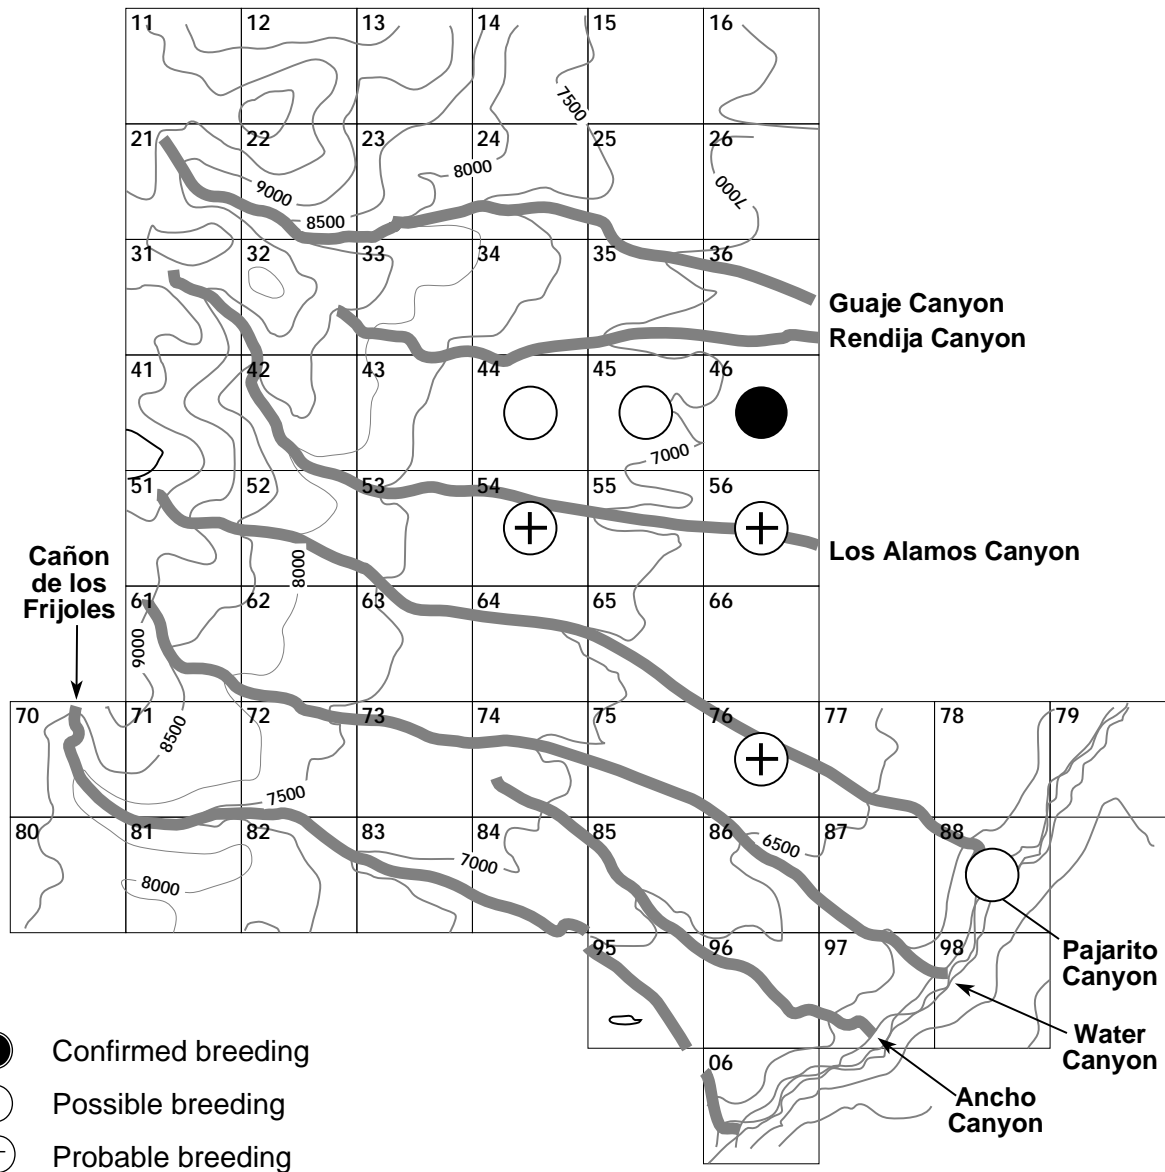 11 12 13 14 15 16
7500
21 22 23 24 25 26
8000
9000
7000
8500
31 32 33 34 35 36
Guaje Canyon
Rendija Canyon
41 42 43 44 45 46
7000
51 52 53 54 55 56
Los Alamos Canyon
Cañon
de los
Frijoles
8000
61 62 63 64 65 66
9000
70 71 72 73 74 75 76 77 78 79
8500
7500
80 81 82 83 84 85 86 87 88
6500
7000
8000
95 96 97 98
Pajarito
Canyon
Water
Canyon
06
Ancho
Canyon
Confirmed breeding
Possible breeding
Probable breeding